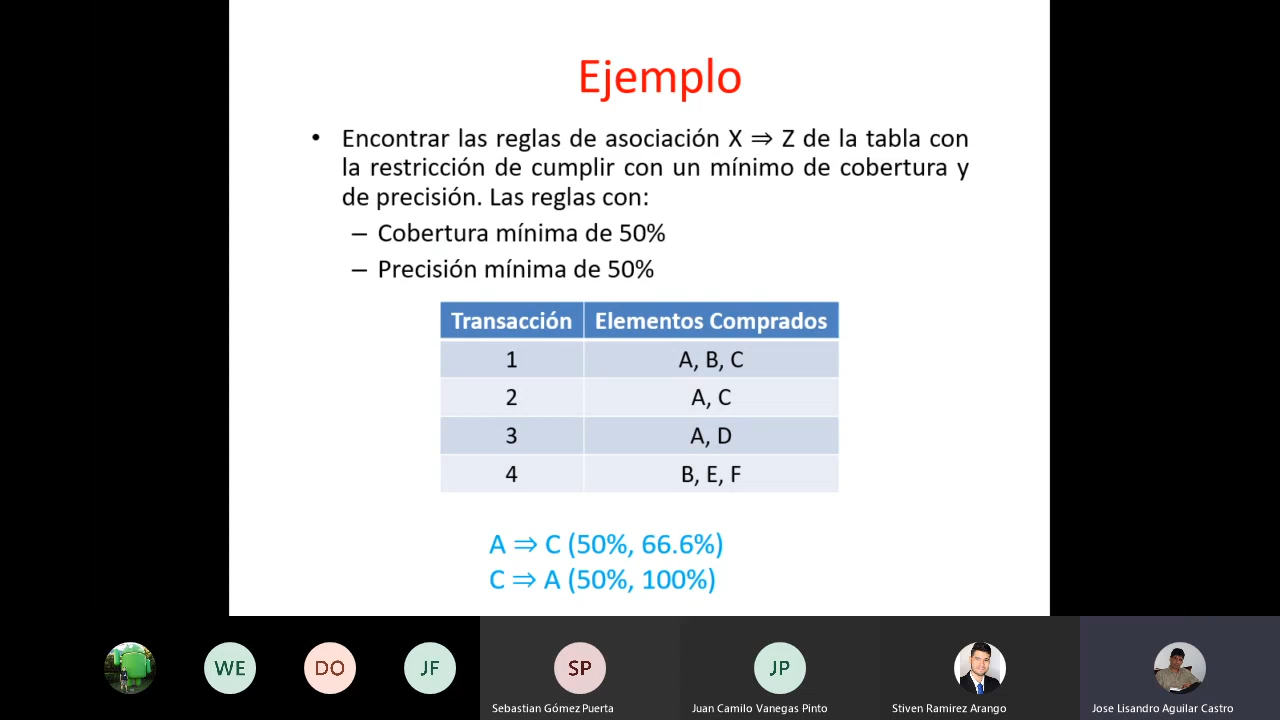 Ejemplo
• Encontrar las reglas de asociación X ⇒ Z de la tabla con
la restricción de cumplir con un mínimo de cobertura y
de precisión. Las reglas con:
– Cobertura mínima de 50%
– Precisión mínima de 50%
Transacción Elementos Comprados
1 A, B, C
2 A, C
3 A, D
4 B, E, F
A ⇒ C (50%, 66.6%)
C ⇒ A (50%, 100%)
WE DO JF SP JP
Sebastian Gómez Puerta Juan Camilo Vanegas Pinto Stiven Ramirez Arango Jose Lisandro Aguilar Castro